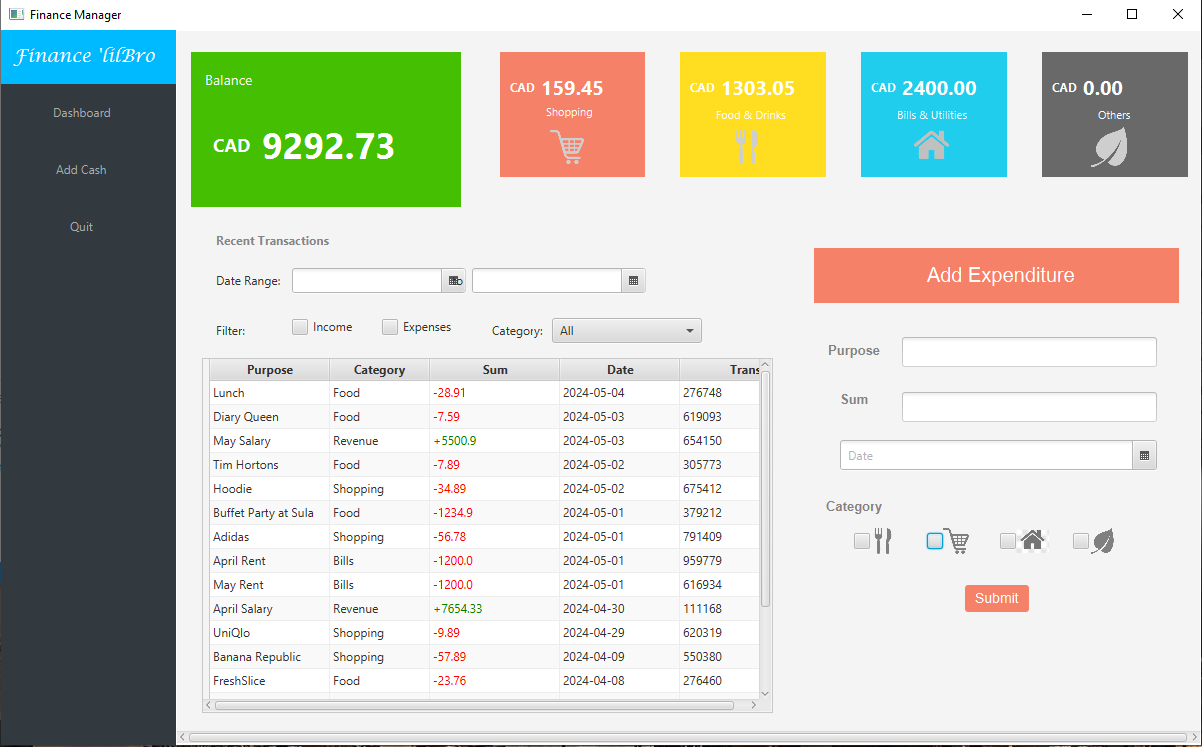 Finance Manager
Finance 'lilBro
Dashboard
Add Cash
Quit
Balance
CAD 9292.73
CAD 159.45
Shopping
CAD 1303.05
Food & Drinks
CAD 2400.00
Bills & Utilities
CAD 0.00
Others
Recent Transactions
Date Range:
Filter: Income Expenses Category: All
Purpose Category Sum Date Trans
Lunch Food -28.91 2024-05-04 276748
Diary Queen Food -7.59 2024-05-03 619093
May Salary Revenue +5500.9 2024-05-03 654150
Tim Hortons Food -7.89 2024-05-02 305773
Hoodie Shopping -34.89 2024-05-02 675412
Buffet Party at Sula Food -1234.9 2024-05-01 379212
Adidas Shopping -56.78 2024-05-01 791409
April Rent Bills -1200.0 2024-05-01 959779
May Rent Bills -1200.0 2024-05-01 616934
April Salary Revenue +7654.33 2024-04-30 111168
UniQlo Shopping -9.89 2024-04-29 620319
Banana Republic Shopping -57.89 2024-04-09 550380
FreshSlice Food -23.76 2024-04-08 276460
Add Expenditure
Purpose
Sum
Date
Category
Submit